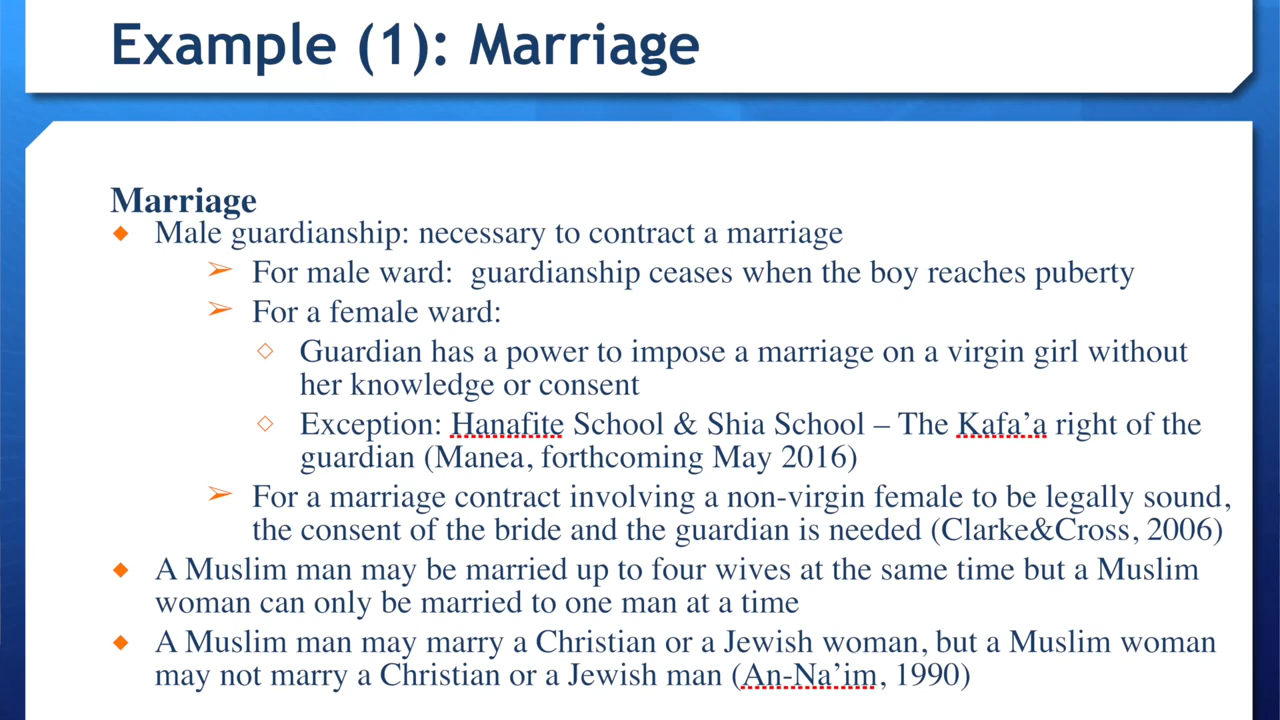 Example (1): Marriage
Marriage
Male guardianship: necessary to contract a marriage
For male ward:  guardianship ceases when the boy reaches puberty
For a female ward:
Guardian has a power to impose a marriage on a virgin girl without
her knowledge or consent
Exception: Hanafite School & Shia School – The Kafa’a right of the
guardian (Manea, forthcoming May 2016)
For a marriage contract involving a non-virgin female to be legally sound,
the consent of the bride and the guardian is needed (Clarke&Cross, 2006)
A Muslim man may be married up to four wives at the same time but a Muslim
woman can only be married to one man at a time
A Muslim man may marry a Christian or a Jewish woman, but a Muslim woman
may not marry a Christian or a Jewish man (An-Na’im, 1990)